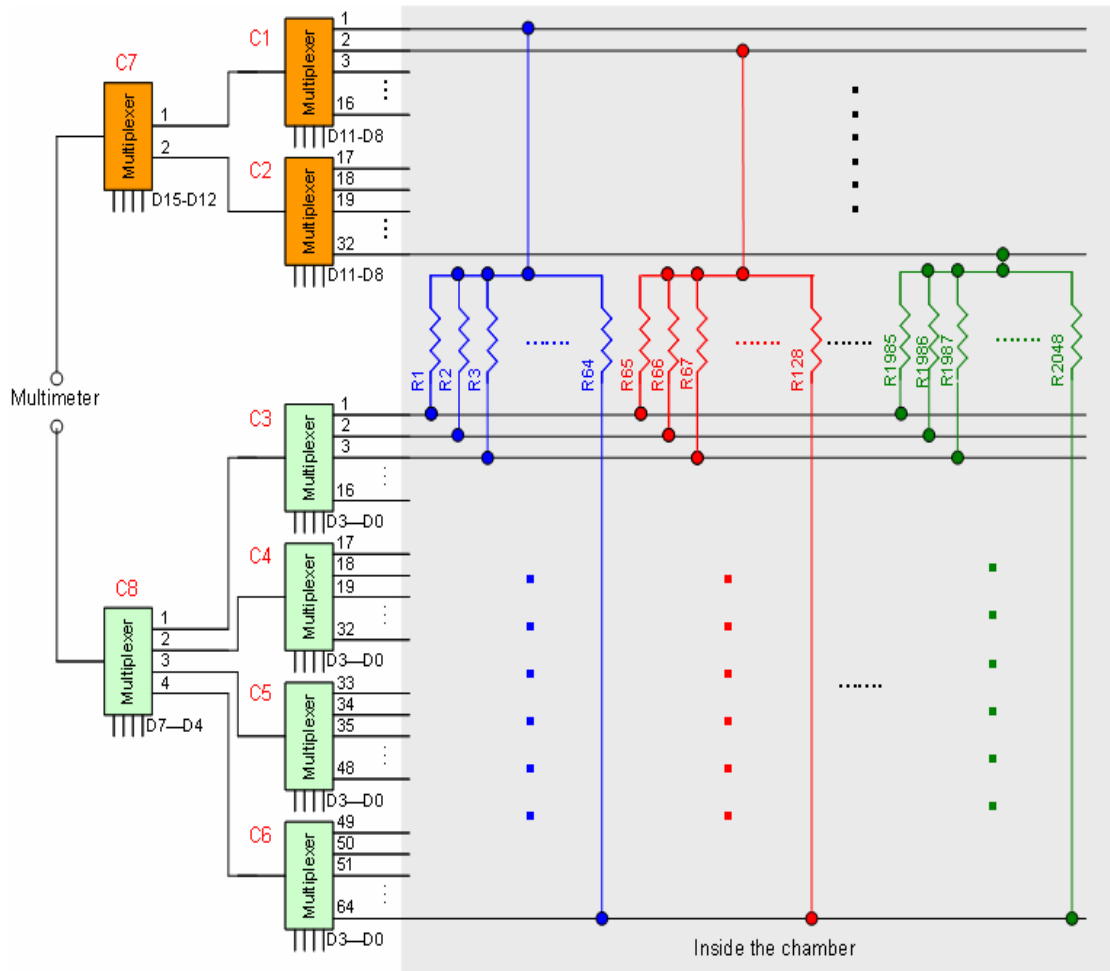 C7
Multiplexer
1
2
D15-D12
C1
Multiplexer
1
2
3
16
D11-D8
C2
Multiplexer
17
18
19
32
D11-D8
Multimeter
R1
R2
R3
R64
R65
R66
R67
R128
R1985
R1986
R1987
R2048
C3
Multiplexer
1
2
3
16
D3—D0
C4
Multiplexer
17
18
19
32
D3—D0
C8
Multiplexer
1
2
3
4
D7—D4
C5
Multiplexer
33
34
35
48
D3—D0
C6
Multiplexer
49
50
51
64
D3—D0
Inside the chamber